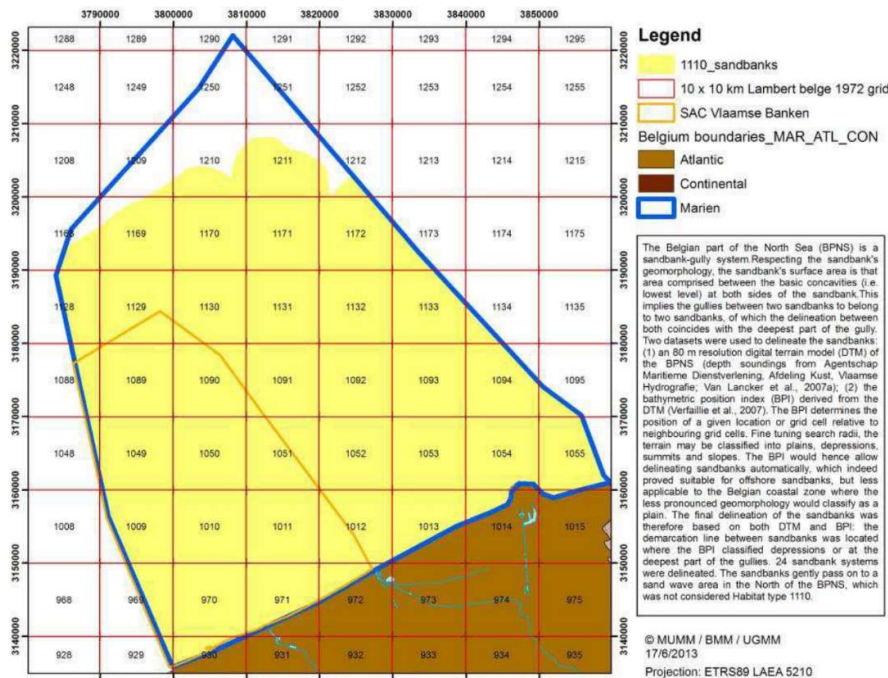 3790000 3800000 3810000 3820000 3830000 3840000 3850000
3220000 3210000 3200000 3190000 3180000 3170000 3160000 3150000 3140000
1288 1289 1290 1291 1292 1293 1294 1295
1248 1249 1250 1251 1252 1253 1254 1255
1208 1209 1210 1211 1212 1213 1214 1215
1168 1169 1170 1171 1172 1173 1174 1175
1128 1129 1130 1131 1132 1133 1134 1135
1088 1089 1090 1091 1092 1093 1094 1095
1048 1049 1050 1051 1052 1053 1054 1055
1008 1009 1010 1011 1012 1013 1014 1015
968 969 970 971 972 973 974 975
928 929 930 931 932 933 934 935
3220000 3210000 3200000 3190000 3180000 3170000 3160000 3150000 3140000
Legend
1110_sandbanks
10 x 10 km Lambert belge 1972 grid
SAC Vlaamse Banken
Belgium boundaries_MAR_ATL_CON
Atlantic
Continental
Marien
The Belgian part of the North Sea (BPNS) is a
sandbank-gully system.Respecting the sandbank's
geomorphology, the sandbank's surface area is that
area comprised between the basic concavities (i.e.
lowest level) at both sides of the sandbank.This
implies the gullies between two sandbanks to belong
to two sandbanks, of which the delineation between
both coincides with the deepest part of the gully.
Two datasets were used to delineate the sandbanks:
(1) an 80 m resolution digital terrain model (DTM) of
the BPNS (depth soundings from Agentschap
Maritieme Dienstverlening, Afdeling Kust, Vlaamse
Hydrografie; Van Lancker et al., 2007a); (2) the
bathymetric position index (BPI) derived from the
DTM (Verfaillie et al., 2007). The BPI determines the
position of a given location or grid cell relative to
neighbouring grid cells. Fine tuning search radii, the
terrain may be classified into plains, depressions,
summits and slopes. The BPI would hence allow
delineating sandbanks automatically, which indeed
proved suitable for offshore sandbanks, but less
applicable to the Belgian coastal zone where the
less pronounced geomorphology would classify as a
plain. The final delineation of the sandbanks was
therefore based on both DTM and BPI: the
demarcation line between sandbanks was located
where the BPI classified depressions or at the
deepest part of the gullies. 24 sandbank systems
were delineated. The sandbanks gently pass on to a
sand wave area in the North of the BPNS, which
was not considered Habitat type 1110.
© MUMM / BMM / UGMM
17/6/2013
Projection: ETRS89 LAEA 5210